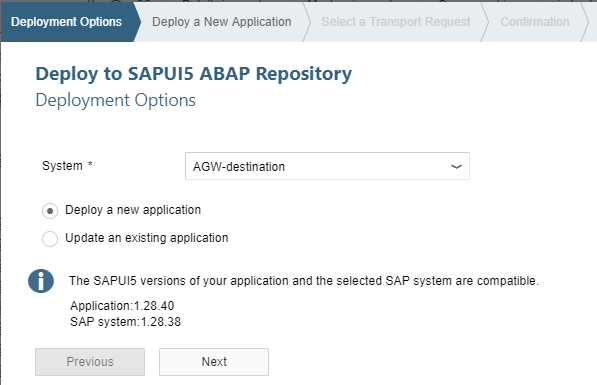 Deployment Options
Deploy a New Application
Select a Transport Request
Confirmation
Deploy to SAPUI5 ABAP Repository
Deployment Options
System *
AGW-destination
Deploy a new application
Update an existing application
The SAPUI5 versions of your application and the selected SAP system are compatible.
Application:1.28.40
SAP system:1.28.38
Previous
Next